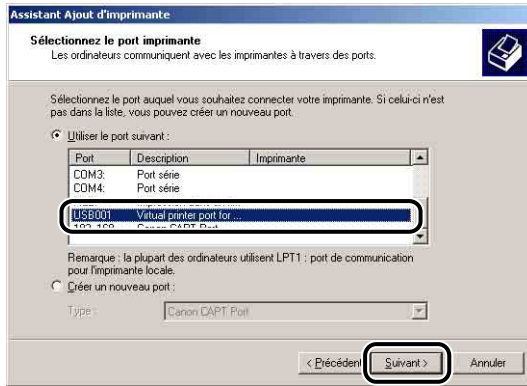 Assistant Ajout d'imprimante
Sélectionnez le port imprimante
Les ordinateurs communiquent avec les imprimantes à travers des ports.
Sélectionnez le port auquel vous souhaitez connecter votre imprimante. Si celui-ci n'est
pas dans la liste, vous pouvez créer un nouveau port.
Utiliser le port suivant :
Port Description Imprimante
COM3: Port série
COM4: Port série
USB001 Virtual printer port for ...
Canon CAPT Port
Remarque : la plupart des ordinateurs utilisent LPT1 : port de communication
pour l'imprimante locale.
Créer un nouveau port :
Type : Canon CAPT Port
< Précédent Suivant > Annuler